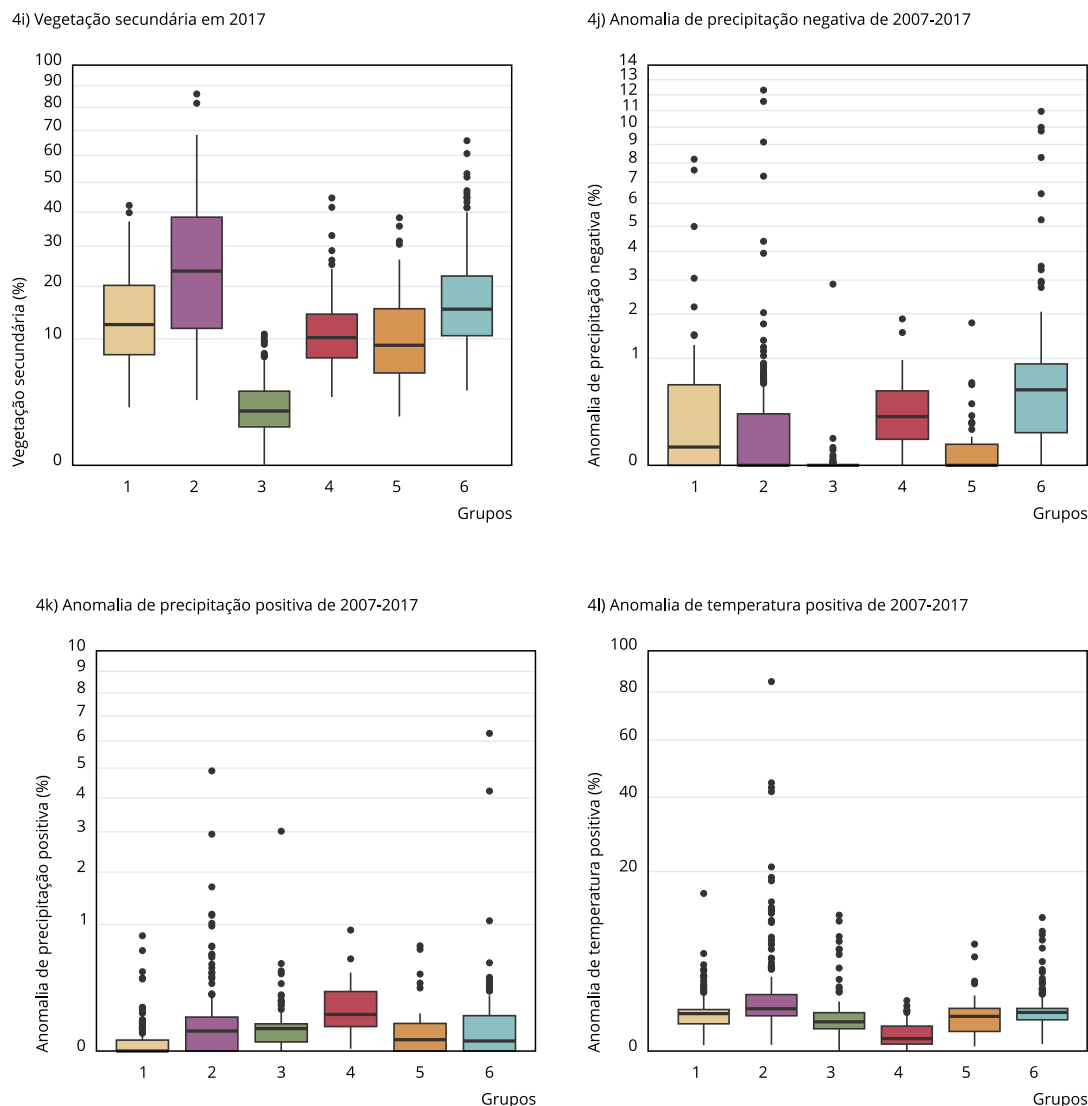 4i) Vegetação secundária em 2017
100
90
80
70
60
50
40
30
20
10
0
Vegetação secundária (%)
1 2 3 4 5 6
Grupos
4j) Anomalia de precipitação negativa de 2007-2017
14
13
12
11
10
9
8
7
6
5
4
3
2
1
0
Anomalia de precipitação negativa (%)
1 2 3 4 5 6
Grupos
4k) Anomalia de precipitação positiva de 2007-2017
10
9
8
7
6
5
4
3
2
1
0
Anomalia de precipitação positiva (%)
1 2 3 4 5 6
Grupos
4l) Anomalia de temperatura positiva de 2007-2017
100
80
60
40
20
0
Anomalia de temperatura positiva (%)
1 2 3 4 5 6
Grupos